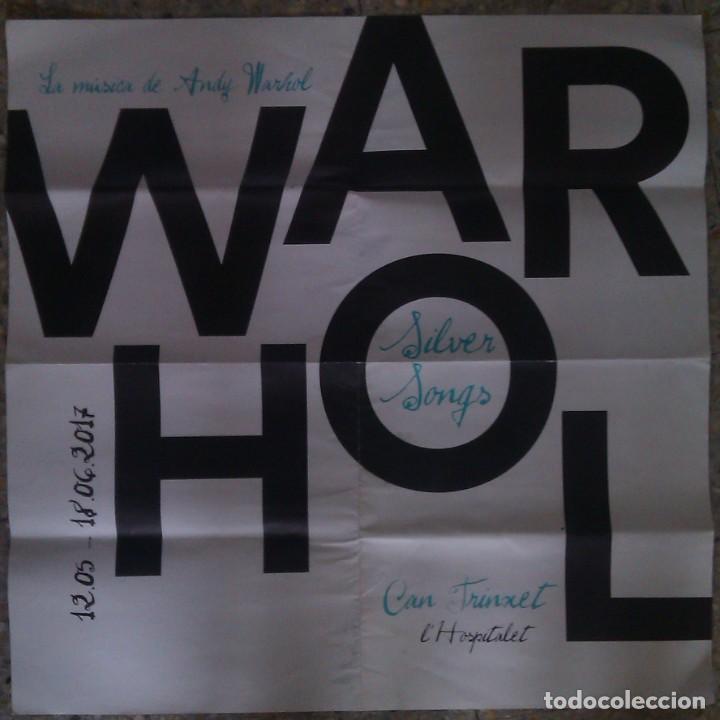 La música de Andy Warhol
WAR
HOL
Silver
Songs
12.05 - 18.06.2017
Can Trinxet
l'Hospitalet
todocoleccion